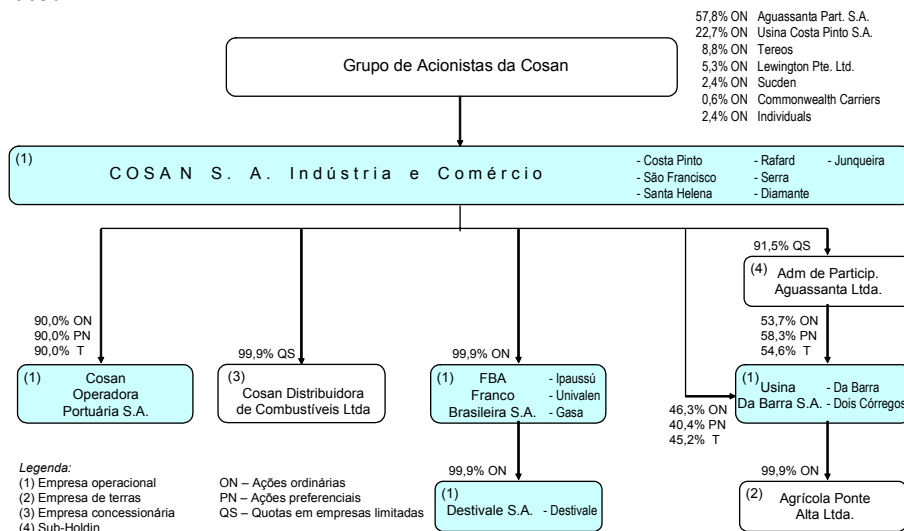 57,8% ON Aguassanta Part. S.A.
22,7% ON Usina Costa Pinto S.A.
8,8% ON Tereos
5,3% ON Lewington Pte. Ltd.
2,4% ON Sucden
0,6% ON Commonwealth Carriers
2,4% ON Individuals
Grupo de Acionistas da Cosan
(1)
COSAN S. A. Indústria e Comércio
- Costa Pinto - Rafard - Junqueira
- São Francisco - Serra
- Santa Helena - Diamante
91,5% QS
(4) Adm de Particip.
Aguassanta Ltda.
90,0% ON
90,0% PN
90,0% T
99,9% QS
99,9% ON
53,7% ON
58,3% PN
54,6% T
(1) Cosan
Operadora
Portuária S.A.
(3) Cosan Distribuidora
de Combustíveis Ltda
(1) FBA - Ipaussú
Franco - Univalen
Brasileira S.A. - Gasa
46,3% ON
40,4% PN
45,2% T
(1) Usina - Da Barra
Da Barra S.A. - Dois Córregos
99,9% ON
99,9% ON
(1)
Destivale S.A. - Destivale
(2) Agrícola Ponte
Alta Ltda.
Legenda:
(1) Empresa operacional
(2) Empresa de terras
(3) Empresa concessionária
(4) Sub-Holdin
ON – Ações ordinárias
PN – Ações preferenciais
QS – Quotas em empresas limitadas